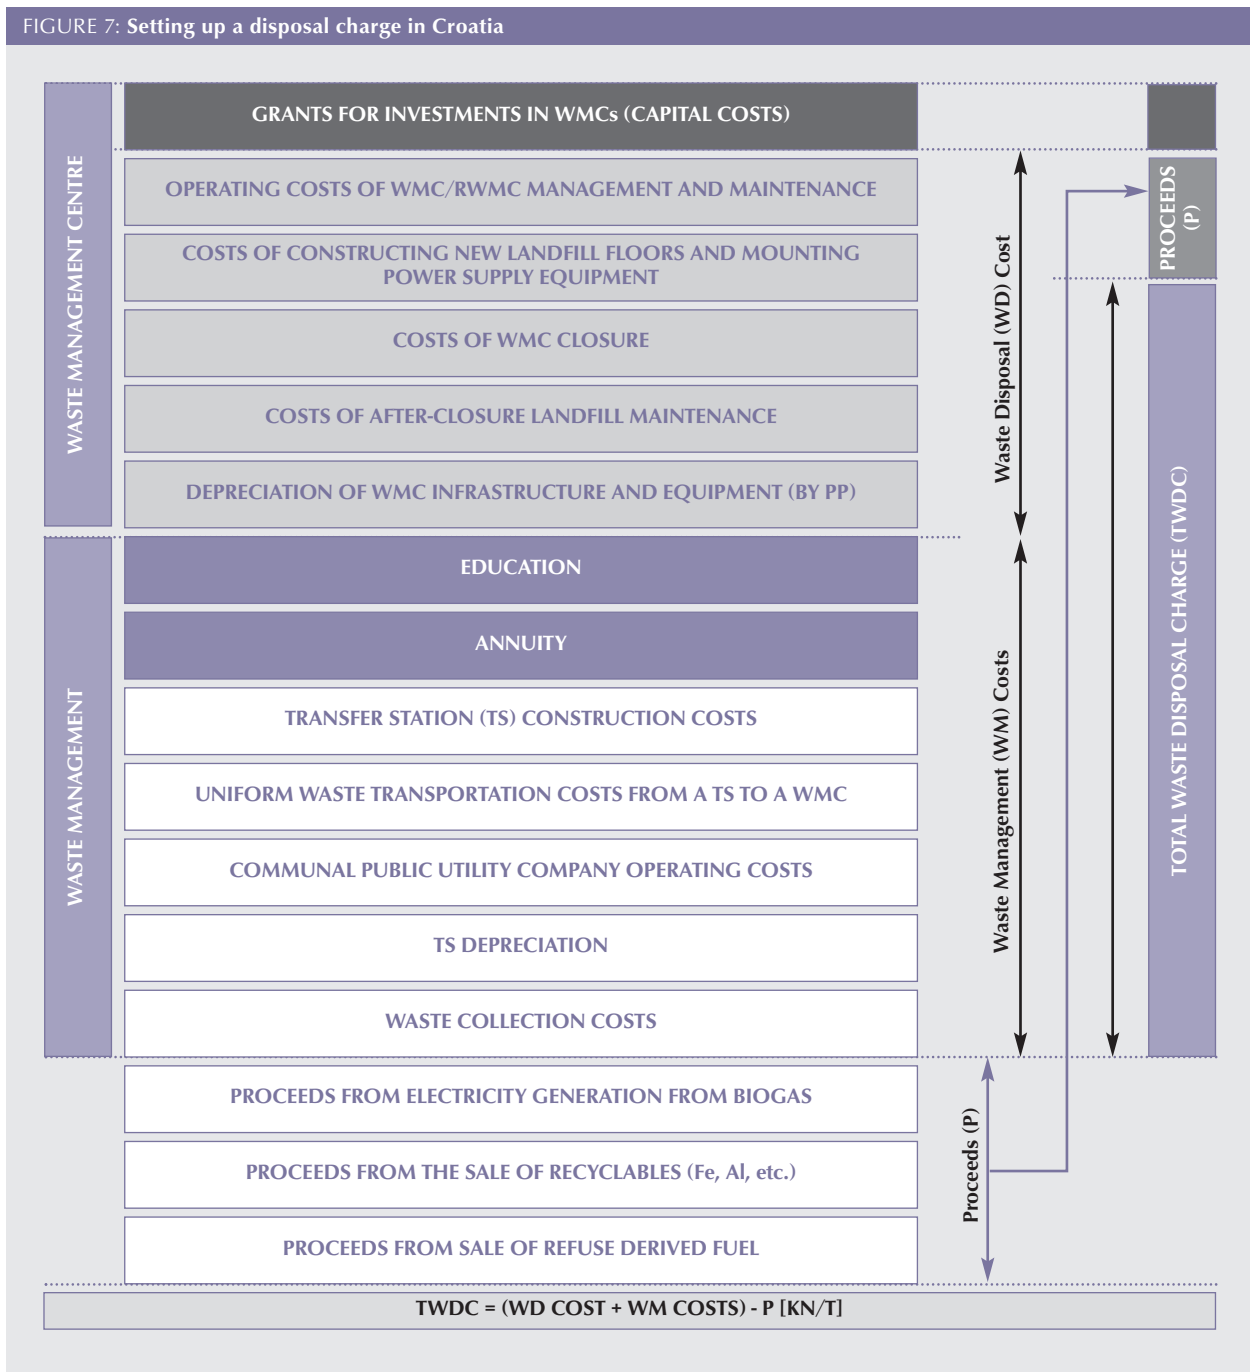 FIGURE 7: Setting up a disposal charge in Croatia
WASTE MANAGEMENT CENTRE
GRANTS FOR INVESTMENTS IN WMCs (CAPITAL COSTS)
OPERATING COSTS OF WMC/RWMC MANAGEMENT AND MAINTENANCE
COSTS OF CONSTRUCTING NEW LANDFILL FLOORS AND MOUNTING
POWER SUPPLY EQUIPMENT
COSTS OF WMC CLOSURE
COSTS OF AFTER-CLOSURE LANDFILL MAINTENANCE
DEPRECIATION OF WMC INFRASTRUCTURE AND EQUIPMENT (BY PP)
Waste Disposal (WD) Cost
PROCEEDS
(P)
WASTE MANAGEMENT
EDUCATION
ANNUITY
TRANSFER STATION (TS) CONSTRUCTION COSTS
UNIFORM WASTE TRANSPORTATION COSTS FROM A TS TO A WMC
COMMUNAL PUBLIC UTILITY COMPANY OPERATING COSTS
TS DEPRECIATION
WASTE COLLECTION COSTS
Waste Management (WM) Costs
TOTAL WASTE DISPOSAL CHARGE (TWDC)
PROCEEDS FROM ELECTRICITY GENERATION FROM BIOGAS
PROCEEDS FROM THE SALE OF RECYCLABLES (Fe, Al, etc.)
PROCEEDS FROM SALE OF REFUSE DERIVED FUEL
Proceeds (P)
TWDC = (WD COST + WM COSTS) - P [KN/T]